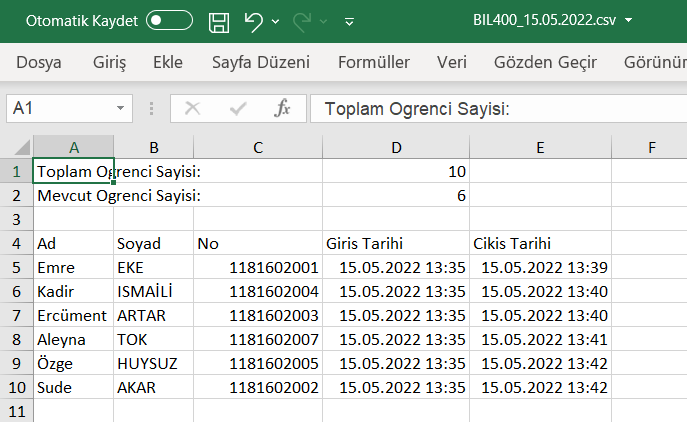 Otomatik Kaydet BIL400_15.05.2022.csv
Dosya Giriş Ekle Sayfa Düzeni Formüller Veri Gözden Geçir Görünür
A1 fx Toplam Ogrenci Sayisi:
A B C D E F
1 Toplam Ogrenci Sayisi: 10
2 Mevcut Ogrenci Sayisi: 6
3
4 Ad Soyad No Giris Tarihi Cikis Tarihi
5 Emre EKE 1181602001 15.05.2022 13:35 15.05.2022 13:39
6 Kadir ISMAİLİ 1181602004 15.05.2022 13:35 15.05.2022 13:40
7 Ercüment ARTAR 1181602003 15.05.2022 13:35 15.05.2022 13:40
8 Aleyna TOK 1181602007 15.05.2022 13:35 15.05.2022 13:41
9 Özge HUYSUZ 1181602005 15.05.2022 13:35 15.05.2022 13:42
10 Sude AKAR 1181602002 15.05.2022 13:35 15.05.2022 13:42
11